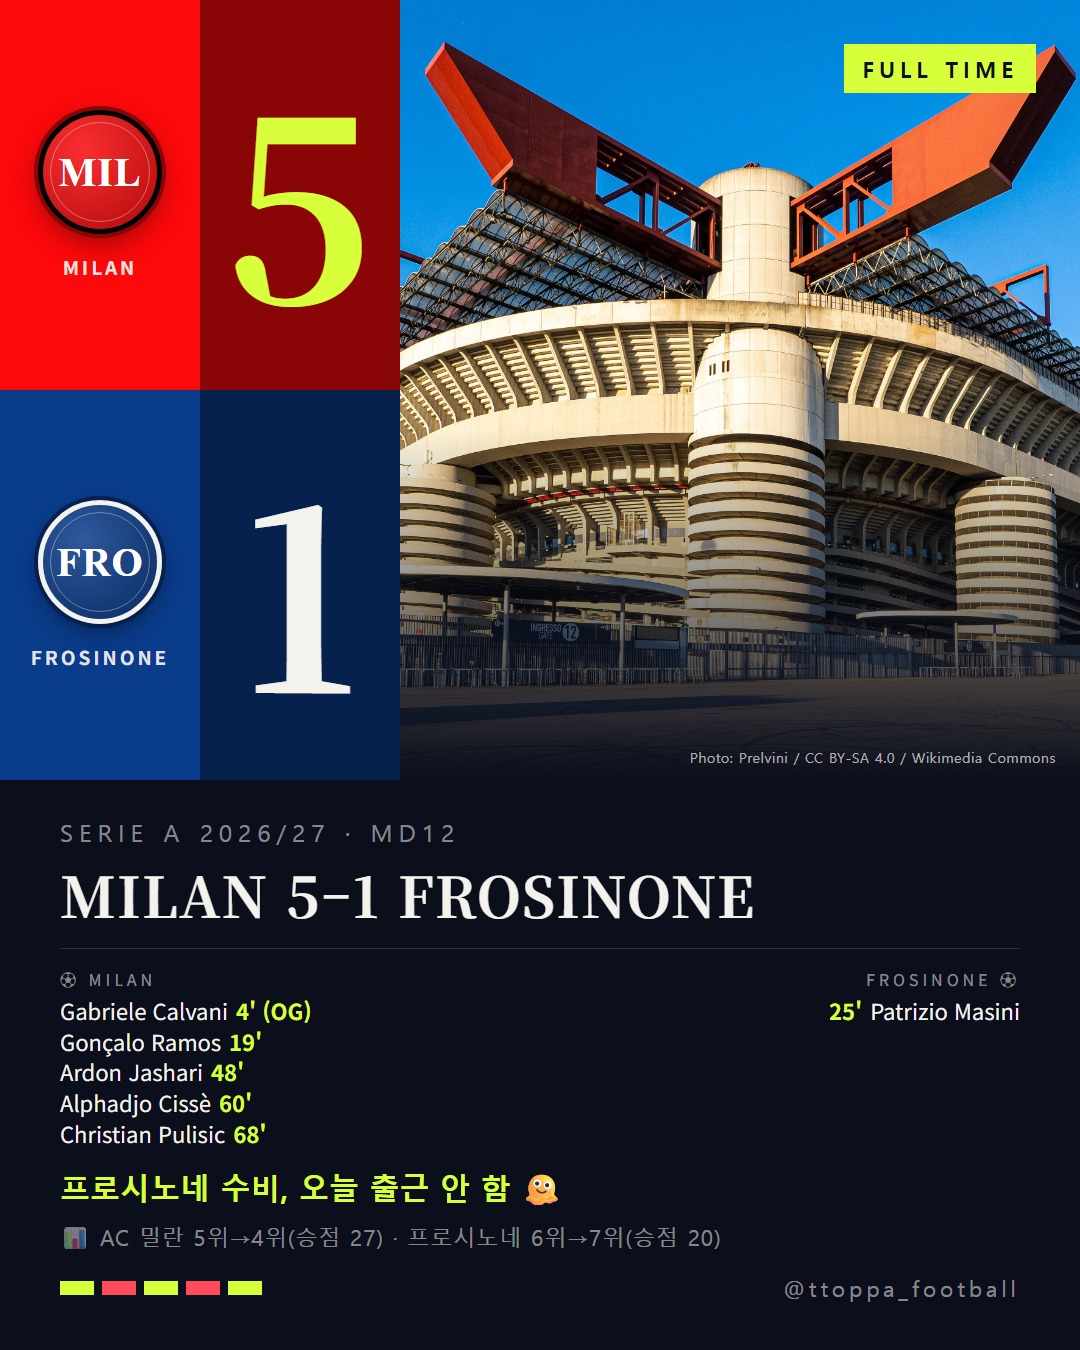 MIL
MILAN
5
FULL TIME
FRO
FROSINONE
1
INGRESSO
GATE 12
Photo: Prelvini / CC BY-SA 4.0 / Wikimedia Commons
SERIE A 2026/27 · MD12
MILAN 5–1 FROSINONE
⚽ MILAN
Gabriele Calvani 4' (OG)
Gonçalo Ramos 19'
Ardon Jashari 48'
Alphadjo Cissè 60'
Christian Pulisic 68'
FROSINONE ⚽
25' Patrizio Masini
프로시노네 수비, 오늘 출근 안 함 🫠
📊 AC 밀란 5위→4위(승점 27) · 프로시노네 6위→7위(승점 20)
@ttoppa_football